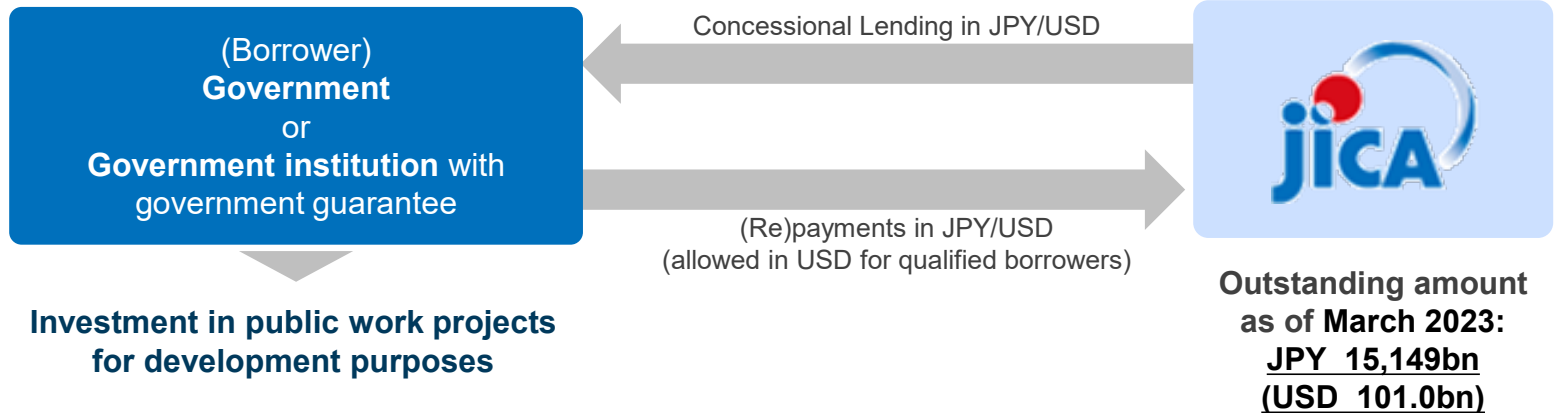 (Borrower)
Government
or
Government institution with
government guarantee
Concessional Lending in JPY/USD
(Re)payments in JPY/USD
(allowed in USD for qualified borrowers)
jICA
Investment in public work projects
for development purposes
Outstanding amount
as of March 2023:
JPY 15,149bn
(USD 101.0bn)